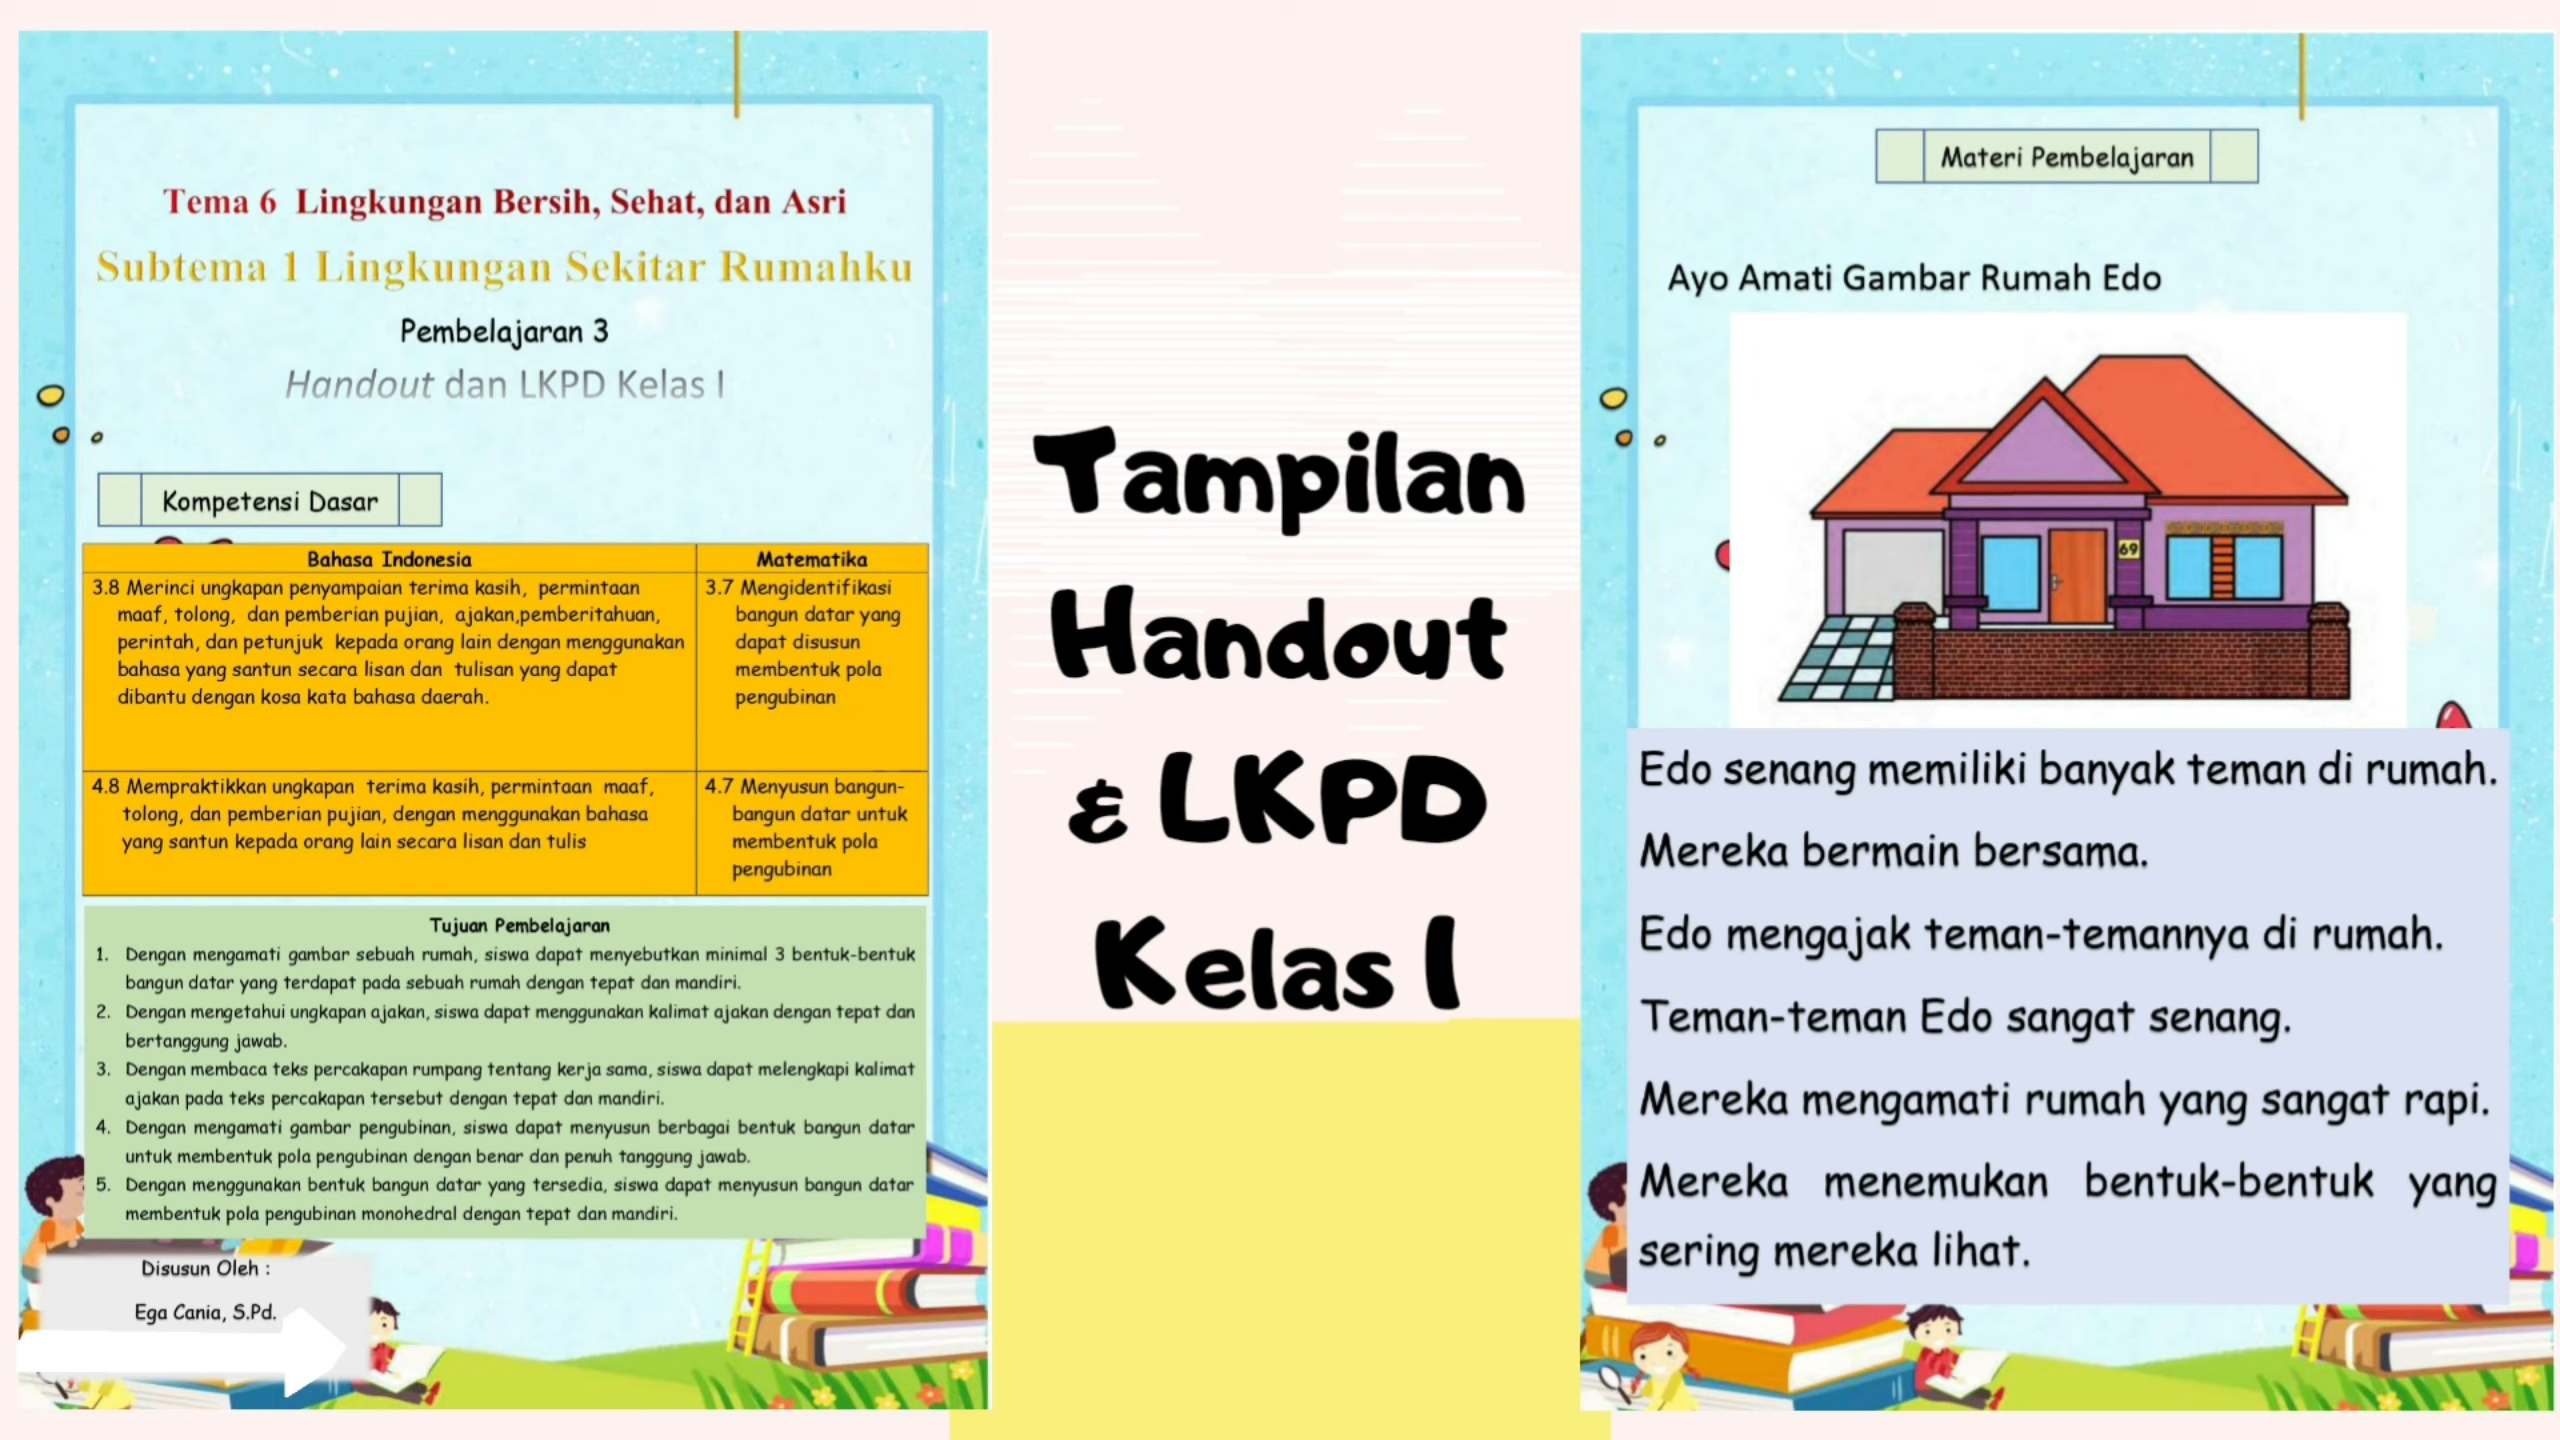 Tema 6  Lingkungan Bersih, Sehat, dan Asri
Subtema 1 Lingkungan Sekitar Rumahku
Pembelajaran 3
Handout dan LKPD Kelas I
Kompetensi Dasar
Bahasa Indonesia
3.8 Merinci ungkapan penyampaian terima kasih,  permintaan
maaf, tolong,  dan pemberian pujian,  ajakan,pemberitahuan,
perintah, dan petunjuk  kepada orang lain dengan menggunakan
bahasa yang santun secara lisan dan  tulisan yang dapat
dibantu dengan kosa kata bahasa daerah.
Matematika
3.7 Mengidentifikasi
bangun datar yang
dapat disusun
membentuk pola
pengubinan
4.8 Mempraktikkan ungkapan  terima kasih, permintaan  maaf,
tolong, dan pemberian pujian, dengan menggunakan bahasa
yang santun kepada orang lain secara lisan dan tulis
4.7 Menyusun bangun-
bangun datar untuk
membentuk pola
pengubinan
Tujuan Pembelajaran
1. Dengan mengamati gambar sebuah rumah, siswa dapat menyebutkan minimal 3 bentuk-bentuk
bangun datar yang terdapat pada sebuah rumah dengan tepat dan mandiri.
2. Dengan mengetahui ungkapan ajakan, siswa dapat menggunakan kalimat ajakan dengan tepat dan
bertanggung jawab.
3. Dengan membaca teks percakapan rumpang tentang kerja sama, siswa dapat melengkapi kalimat
ajakan pada teks percakapan tersebut dengan tepat dan mandiri.
4. Dengan mengamati gambar pengubinan, siswa dapat menyusun berbagai bentuk bangun datar
untuk membentuk pola pengubinan dengan benar dan penuh tanggung jawab.
5. Dengan menggunakan bentuk bangun datar yang tersedia, siswa dapat menyusun bangun datar
membentuk pola pengubinan monohedral dengan tepat dan mandiri.
Disusun Oleh :
Ega Cania, S.Pd.
Tampilan
Handout
& LKPD
Kelas I
Materi Pembelajaran
Ayo Amati Gambar Rumah Edo
69
Edo senang memiliki banyak teman di rumah.
Mereka bermain bersama.
Edo mengajak teman-temannya di rumah.
Teman-teman Edo sangat senang.
Mereka mengamati rumah yang sangat rapi.
Mereka menemukan bentuk-bentuk yang
sering mereka lihat.